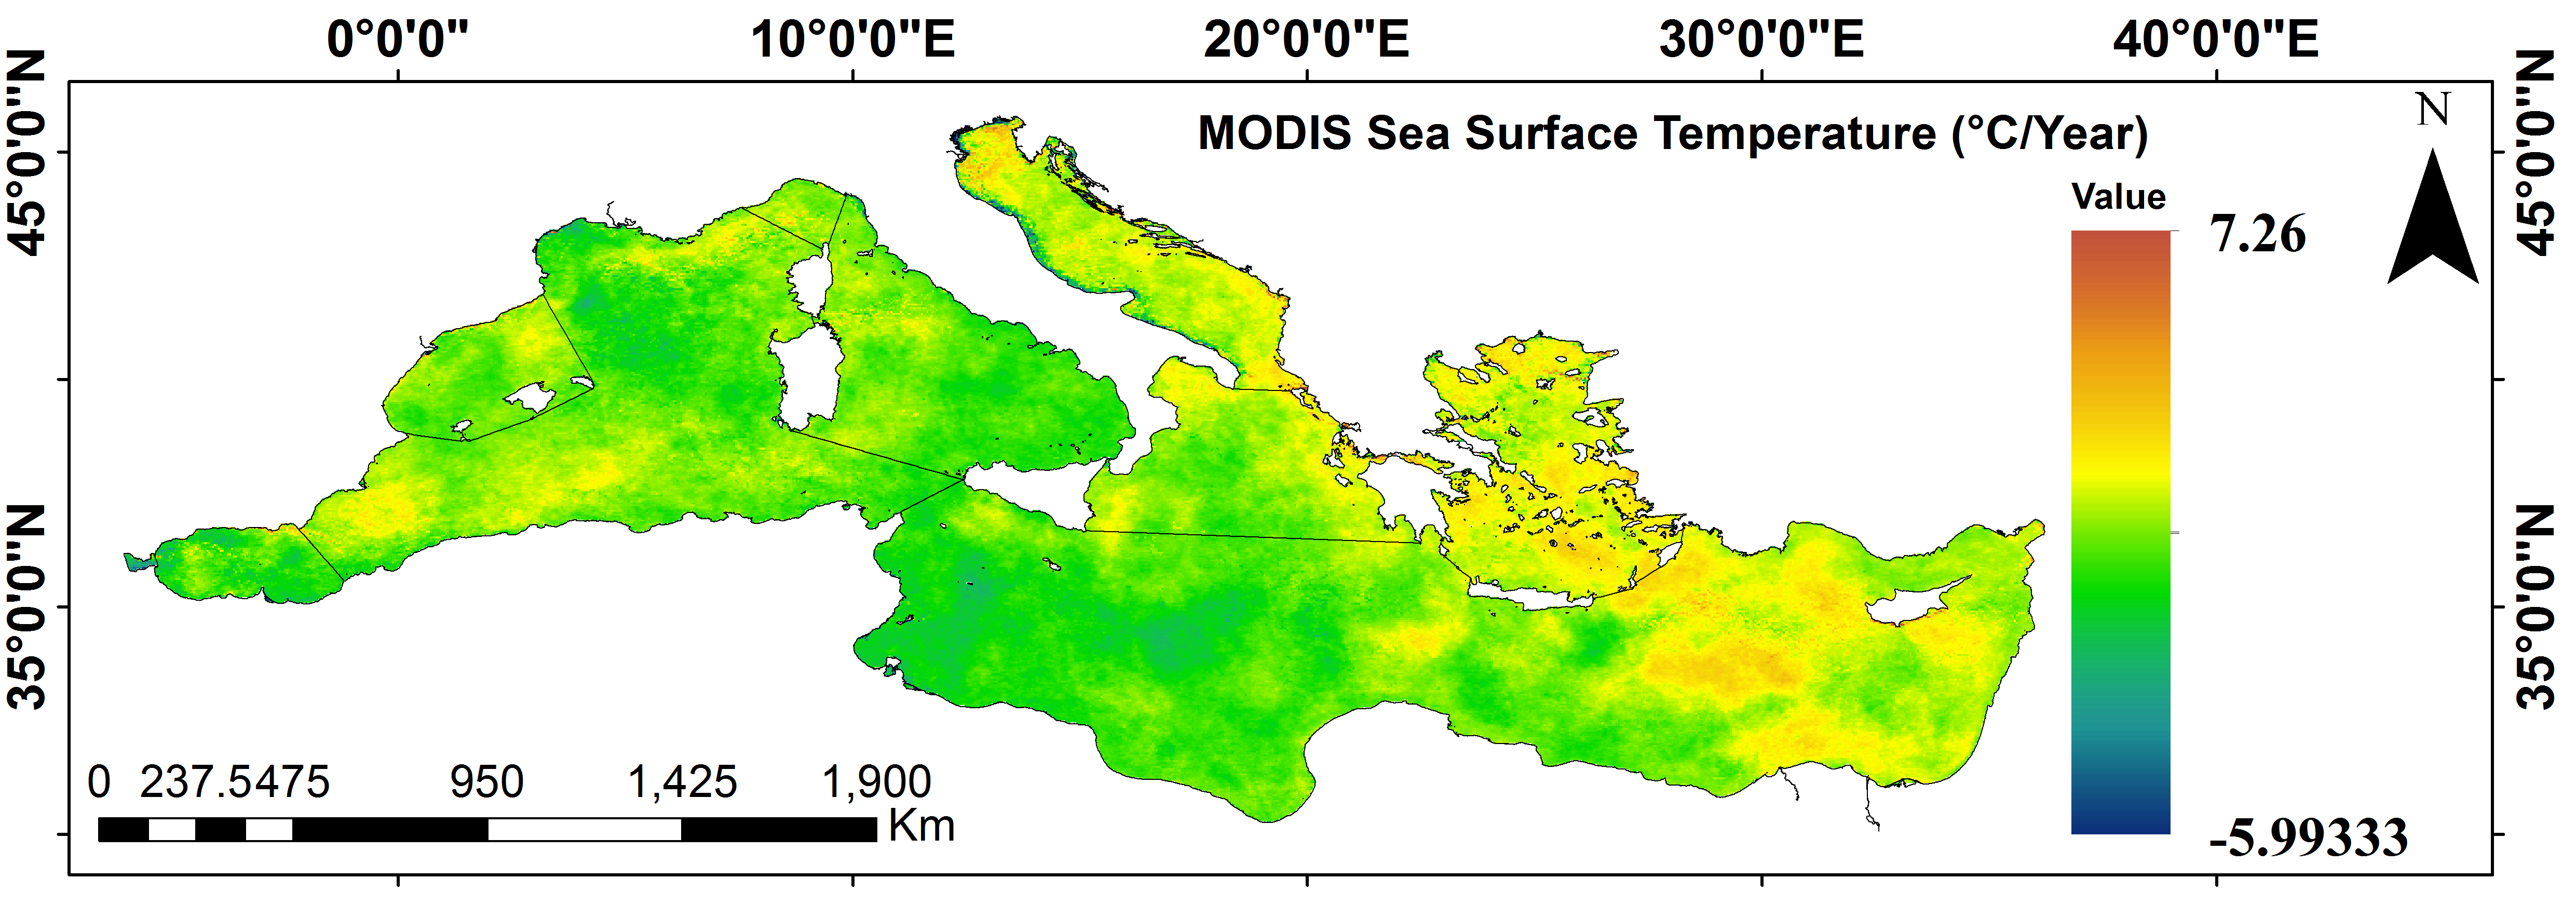 0°0'0" 10°0'0"E 20°0'0"E 30°0'0"E 40°0'0"E
45°0'0"N
35°0'0"N
MODIS Sea Surface Temperature (°C/Year)
N
Value
7.26
-5.99333
0 237.5475 950 1,425 1,900
Km
45°0'0"N
35°0'0"N